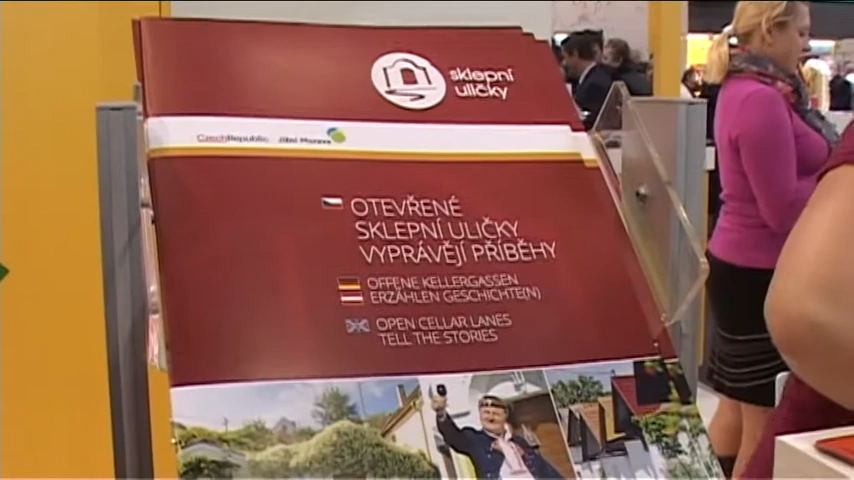 sklepní
uličky
CzechRepublic
Jižní Morava
OTEVŘENÉ
SKLEPNÍ ULIČKY
VYPRÁVĚJÍ PŘÍBĚHY
OFFENE KELLERGASSEN
ERZÄHLEN GESCHICHTE(N)
OPEN CELLAR LANES
TELL THE STORIES